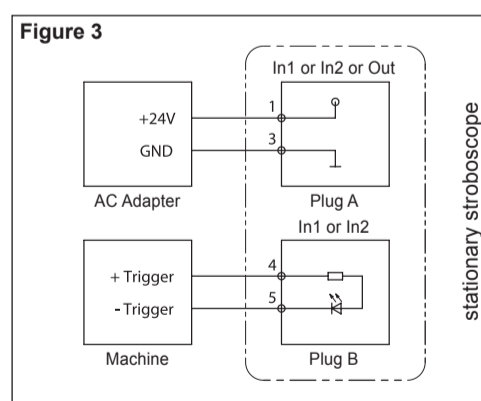 Figure 3
In1 or In2 or Out
+24V
1
GND
3
AC Adapter
Plug A
In1 or In2
+ Trigger
4
- Trigger
5
Machine
Plug B
stationary stroboscope